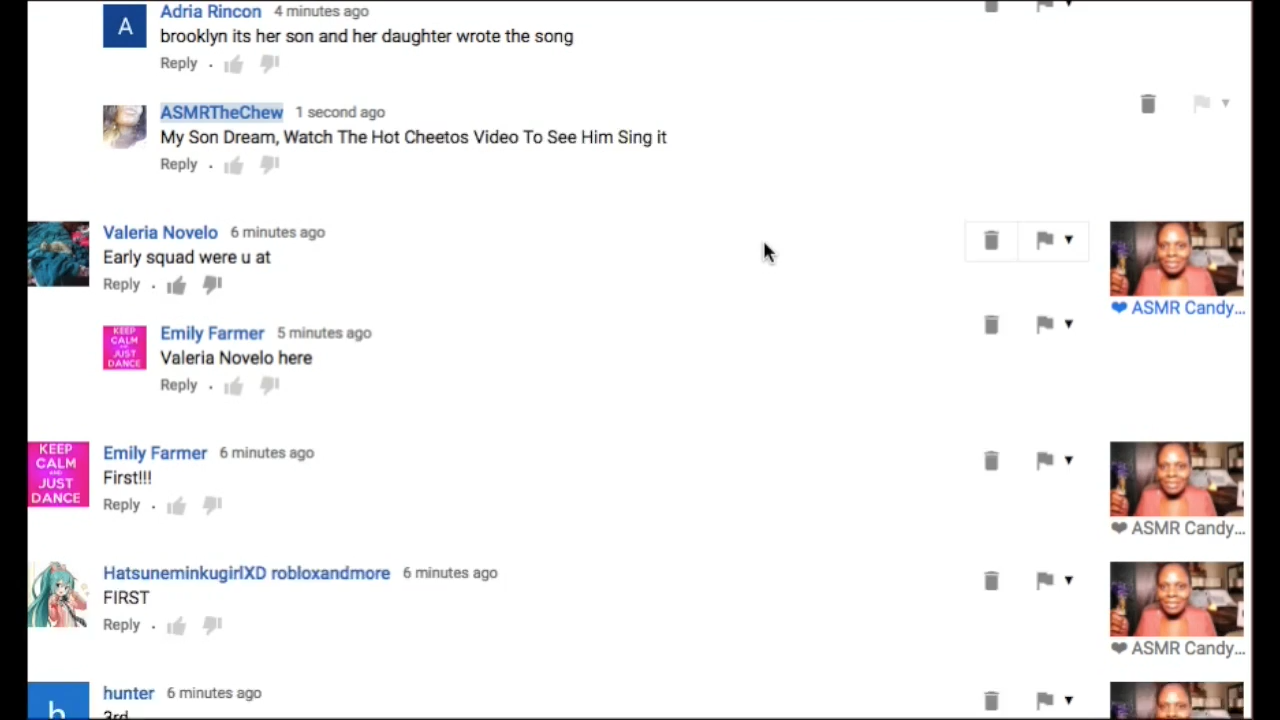 A
Adria Rincon 4 minutes ago
brooklyn its her son and her daughter wrote the song
Reply .
ASMRTheChew 1 second ago
My Son Dream, Watch The Hot Cheetos Video To See Him Sing it
Reply .
Valeria Novelo 6 minutes ago
Early squad were u at
Reply .
❤ ASMR Candy...
KEEP
CALM
AND
JUST
DANCE
Emily Farmer 5 minutes ago
Valeria Novelo here
Reply .
KEEP
CALM
AND
JUST
DANCE
Emily Farmer 6 minutes ago
First!!!
Reply .
❤ ASMR Candy...
HatsuneminkugirlXD robloxandmore 6 minutes ago
FIRST
Reply .
❤ ASMR Candy...
h
hunter 6 minutes ago
3rd